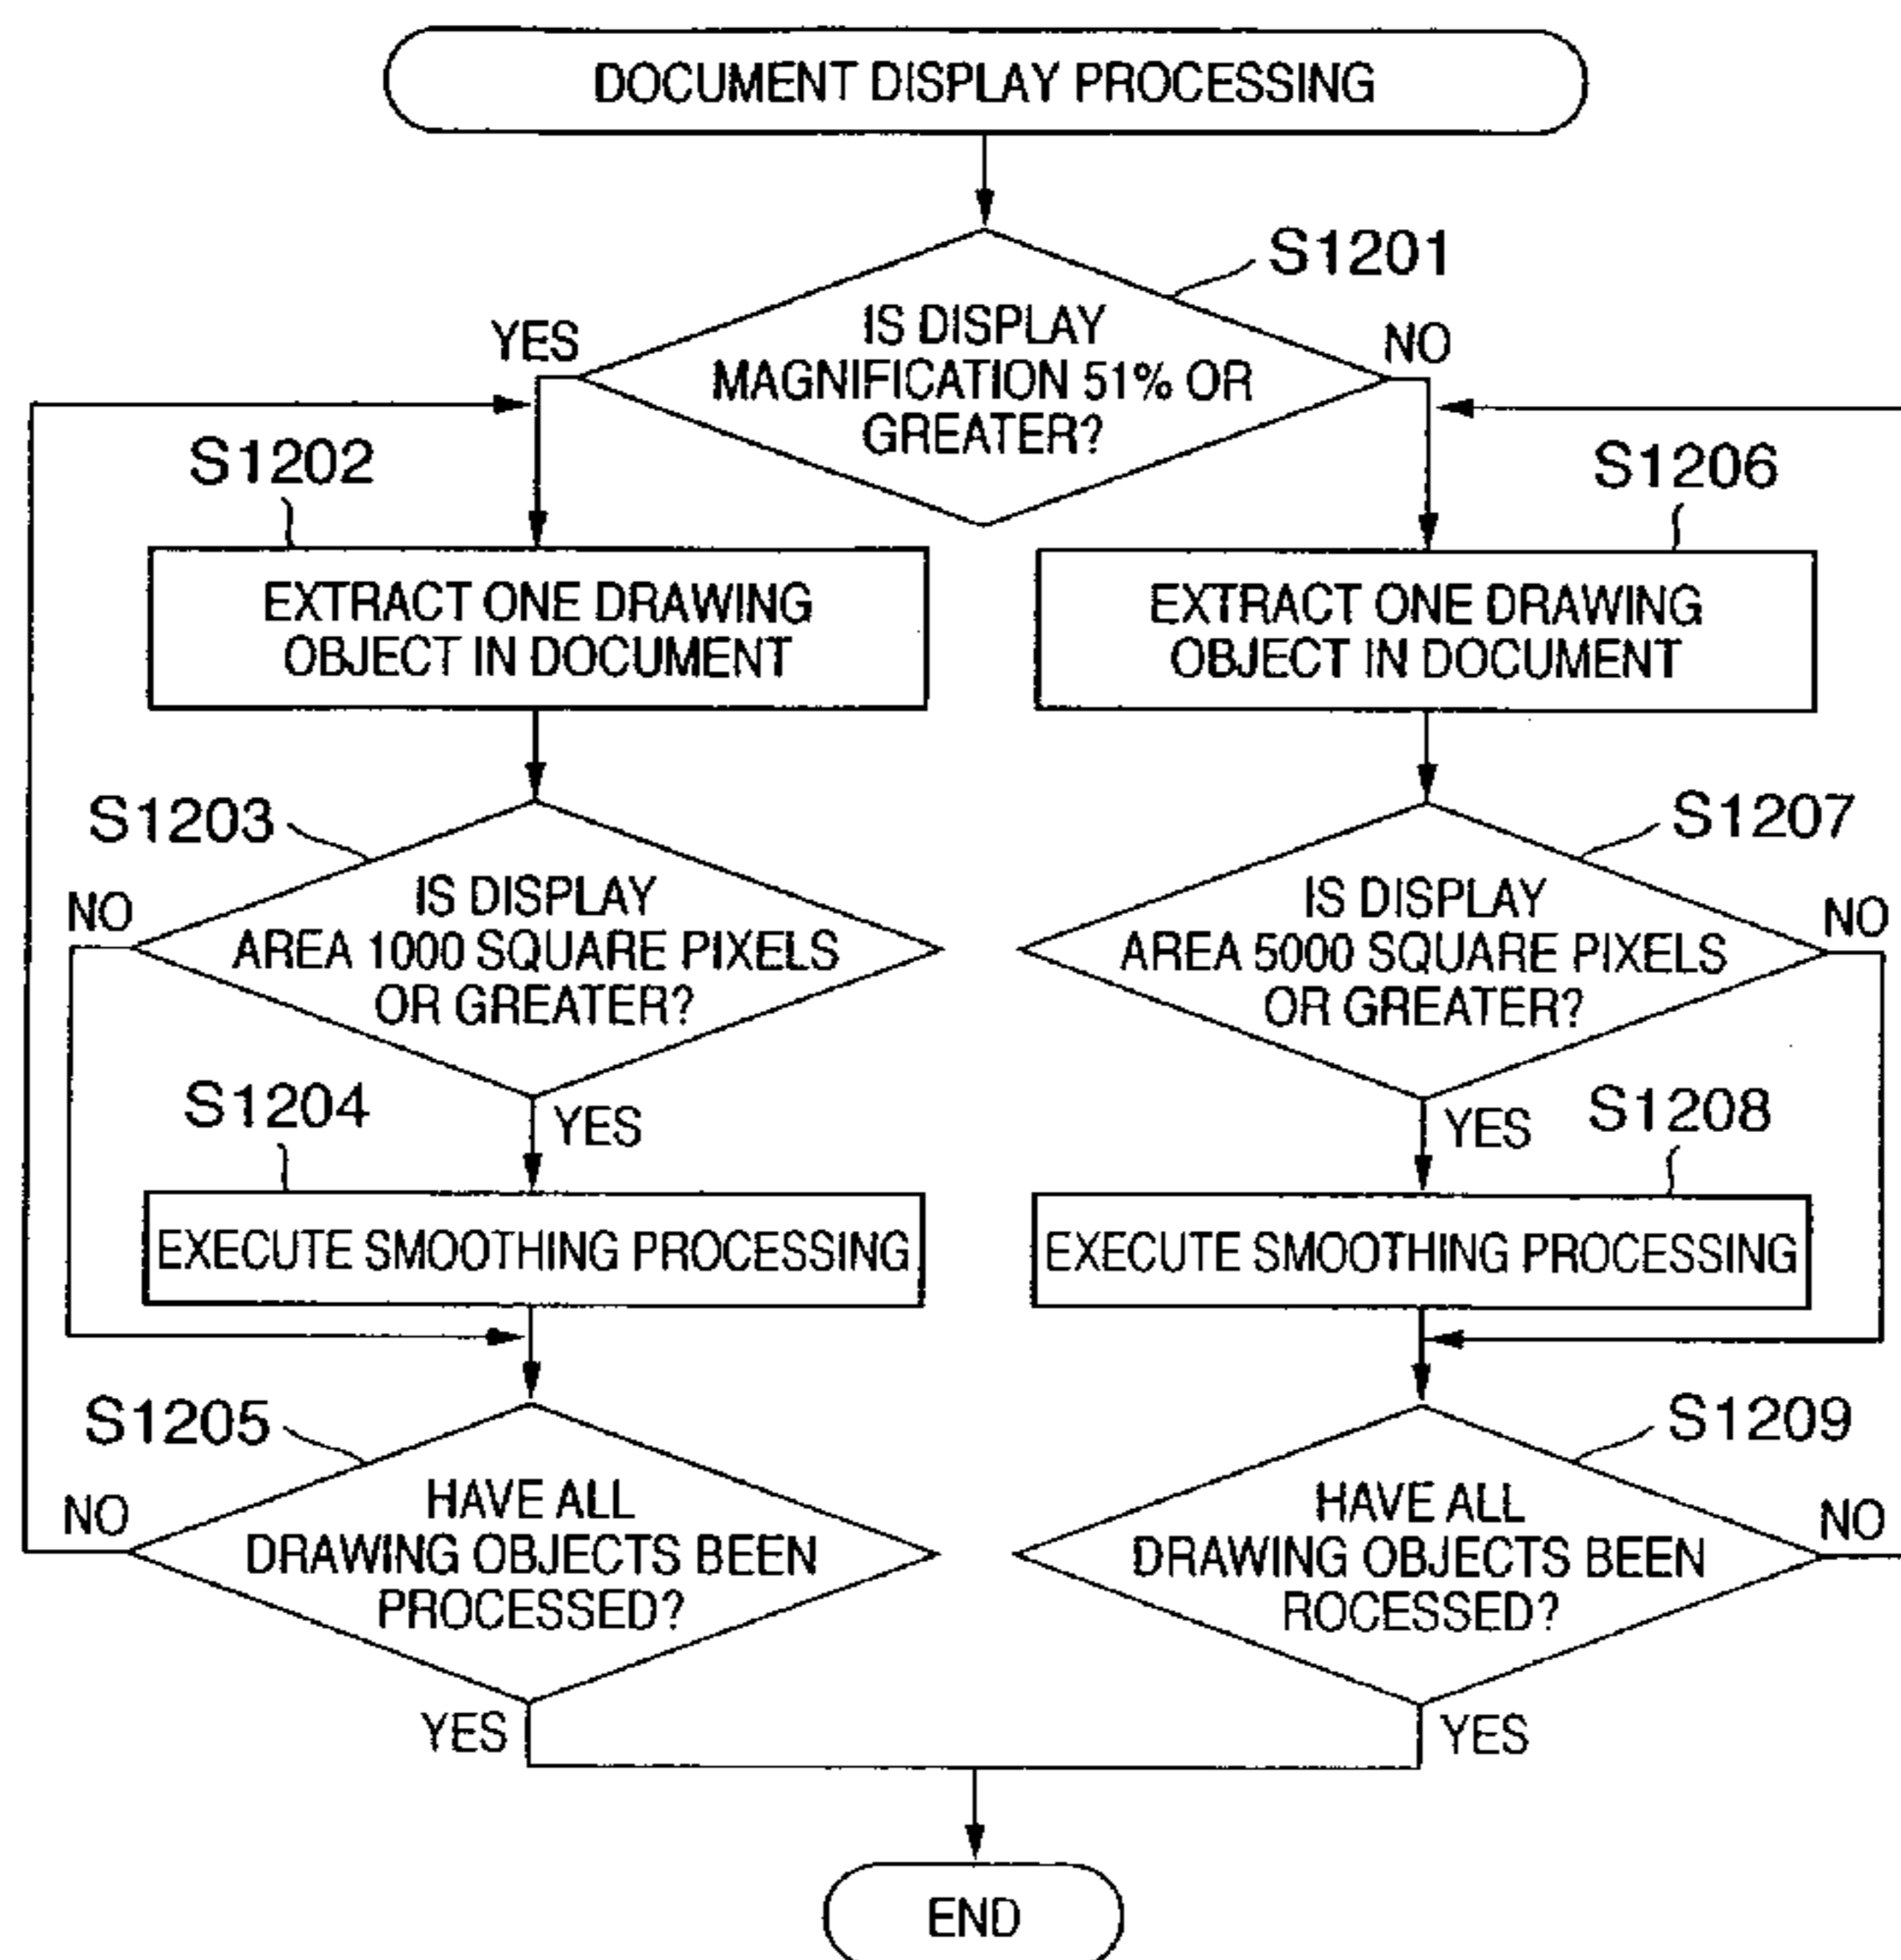 DOCUMENT DISPLAY PROCESSING
S1201
IS DISPLAY
MAGNIFICATION 51% OR
GREATER?
YES
NO
S1202
EXTRACT ONE DRAWING
OBJECT IN DOCUMENT
S1206
EXTRACT ONE DRAWING
OBJECT IN DOCUMENT
S1203
IS DISPLAY
AREA 1000 SQUARE PIXELS
OR GREATER?
NO
YES
S1207
IS DISPLAY
AREA 5000 SQUARE PIXELS
OR GREATER?
NO
YES
S1204
EXECUTE SMOOTHING PROCESSING
S1208
EXECUTE SMOOTHING PROCESSING
S1205
HAVE ALL
DRAWING OBJECTS BEEN
PROCESSED?
NO
YES
S1209
HAVE ALL
DRAWING OBJECTS BEEN
ROCESSED?
NO
YES
END